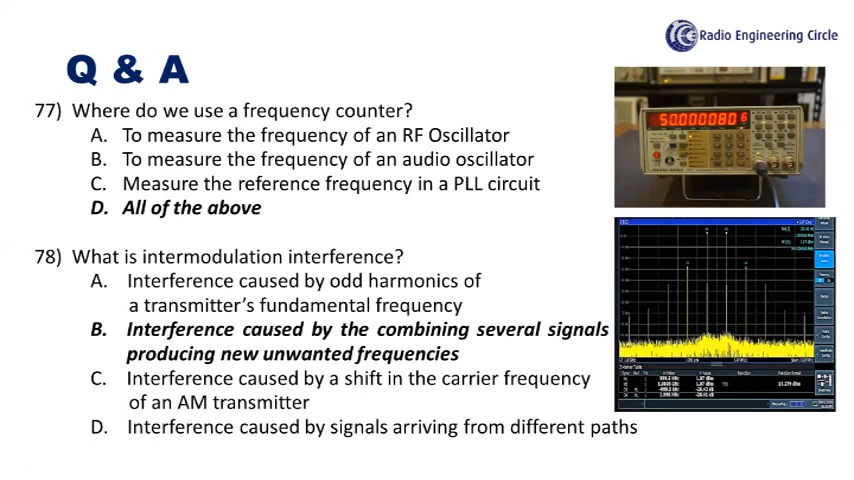 Radio Engineering Circle
Q & A
77) Where do we use a frequency counter?
A. To measure the frequency of an RF Oscillator
B. To measure the frequency of an audio oscillator
C. Measure the reference frequency in a PLL circuit
D. All of the above
78) What is intermodulation interference?
A. Interference caused by odd harmonics of
a transmitter's fundamental frequency
B. Interference caused by the combining several signals
producing new unwanted frequencies
C. Interference caused by a shift in the carrier frequency
of an AM transmitter
D. Interference caused by signals arriving from different paths
50.000080 6